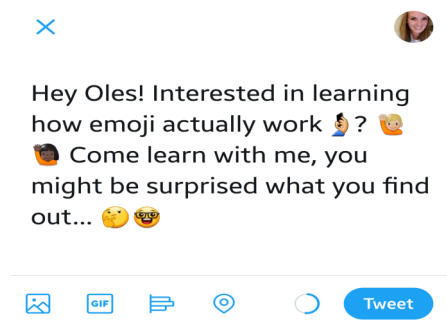 Hey Oles! Interested in learning
how emoji actually work 🤰🏼? 🙋🏼
🙋🏿 Come learn with me, you
might be surprised what you find
out... 🤔🤓
GIF
Tweet